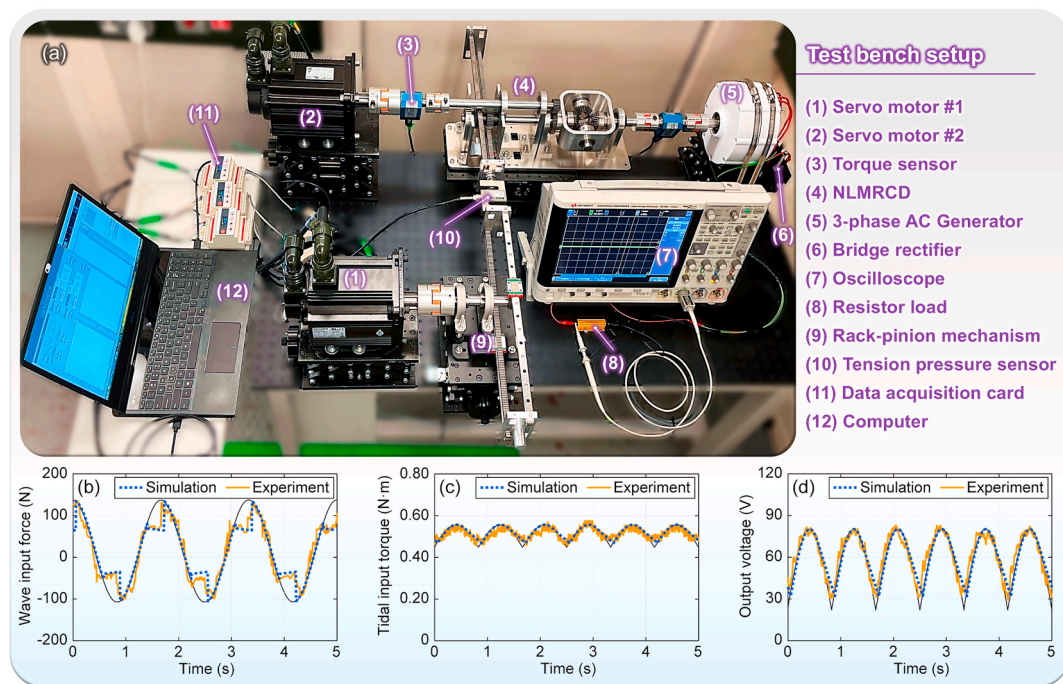 (a)
(1)
(2)
(3)
(4)
(5)
(6)
(7)
(8)
(9)
(10)
(11)
(12)
Test bench setup
(1) Servo motor #1
(2) Servo motor #2
(3) Torque sensor
(4) NLMRCD
(5) 3-phase AC Generator
(6) Bridge rectifier
(7) Oscilloscope
(8) Resistor load
(9) Rack-pinion mechanism
(10) Tension pressure sensor
(11) Data acquisition card
(12) Computer
(b)
Simulation Experiment
Wave input force (N)
200
100
0
-100
-200
0 1 2 3 4 5
Time (s)
(c)
Simulation Experiment
Tidal input torque (N·m)
0.80
0.60
0.40
0.20
0
0 1 2 3 4 5
Time (s)
(d)
Simulation Experiment
Output voltage (V)
120
90
60
30
0
0 1 2 3 4 5
Time (s)